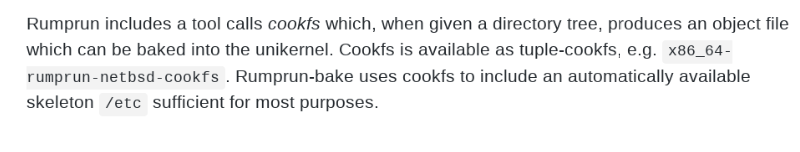 Rumprun includes a tool calls cookfs which, when given a directory tree, produces an object file
which can be baked into the unikernel. Cookfs is available as tuple-cookfs, e.g. x86_64-
rumprun-netbsd-cookfs . Rumprun-bake uses cookfs to include an automatically available
skeleton /etc sufficient for most purposes.